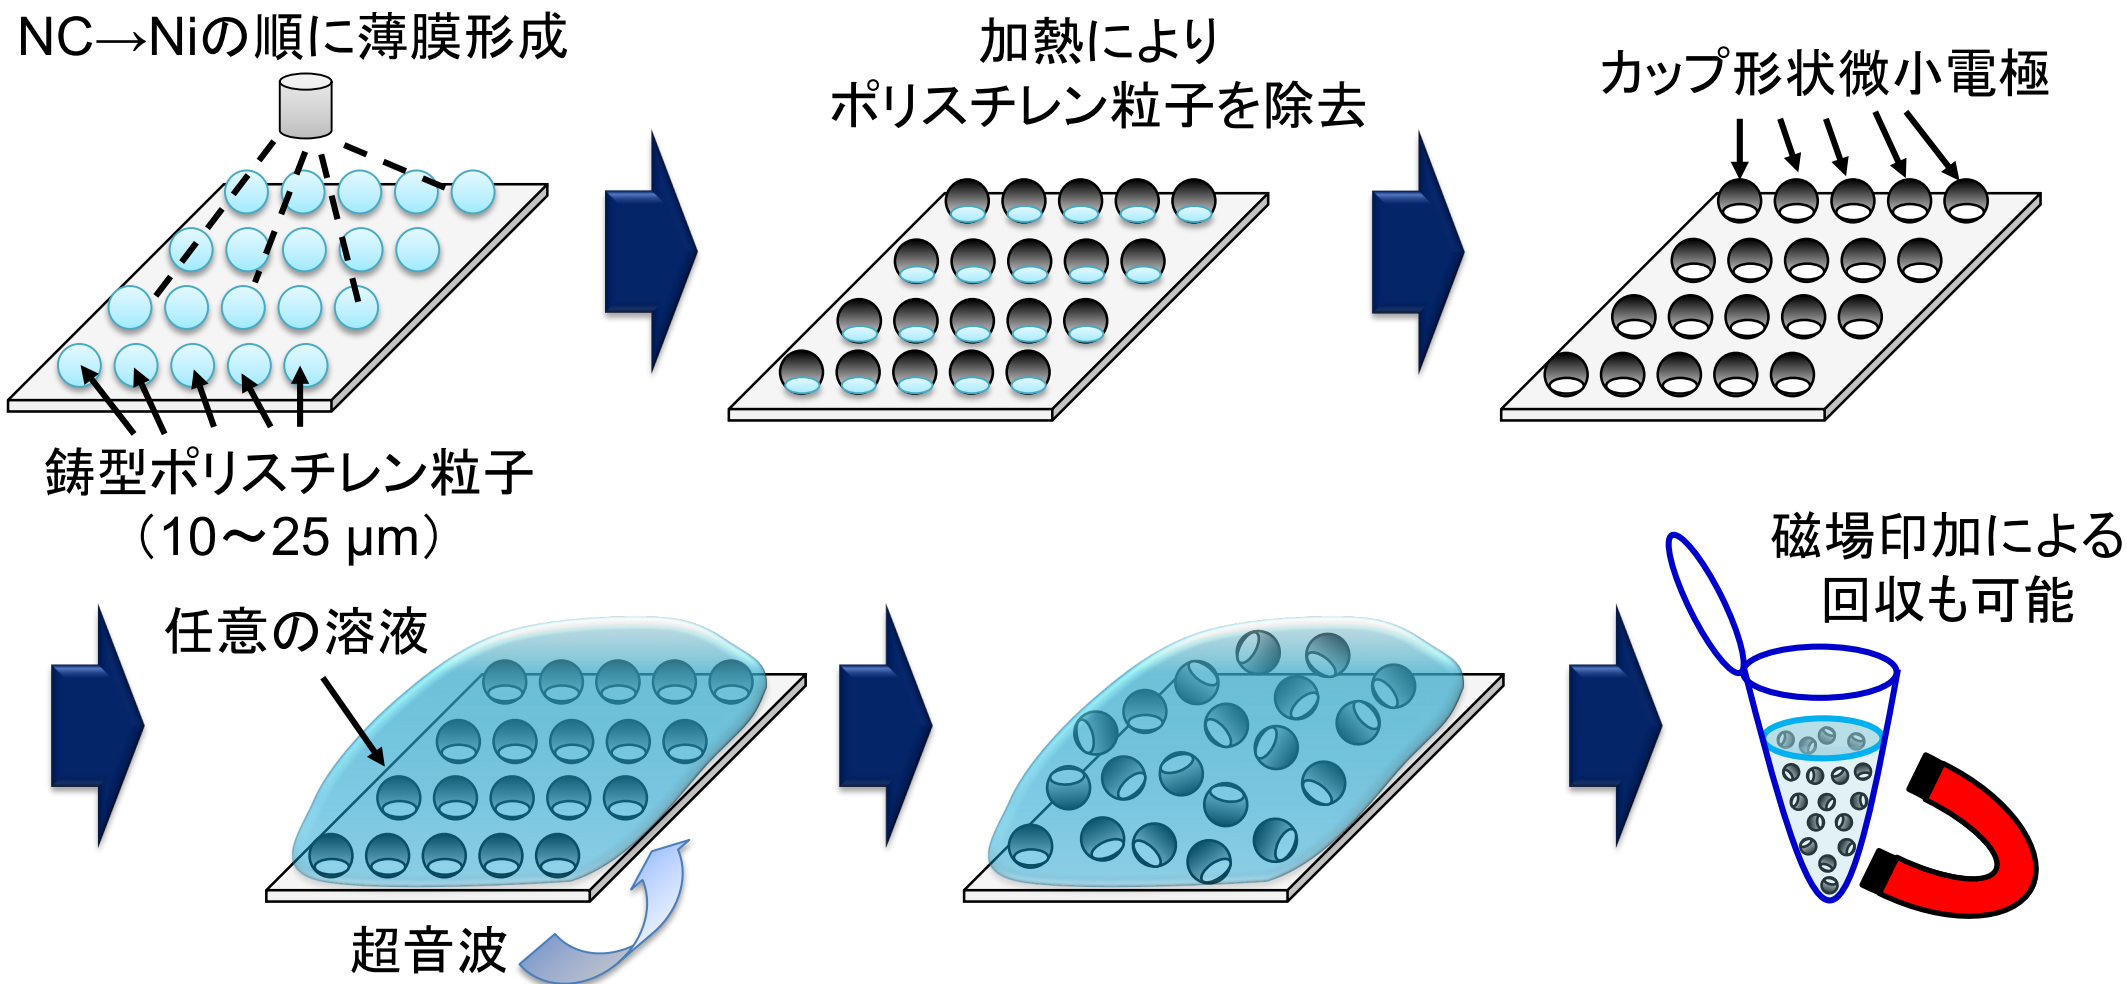 NC→Niの順に薄膜形成
加熱により
ポリスチレン粒子を除去
カップ形状微小電極
鋳型ポリスチレン粒子
（10～25 μm）
任意の溶液
超音波
磁場印加による
回収も可能